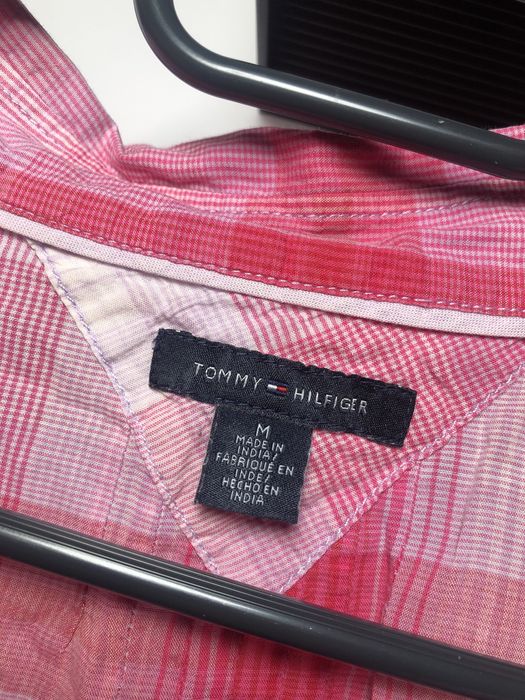 TOMMY HILFIGER
M
MADE IN
INDIA/
FABRIQUÉ EN
INDE/
HECHO EN
INDIA